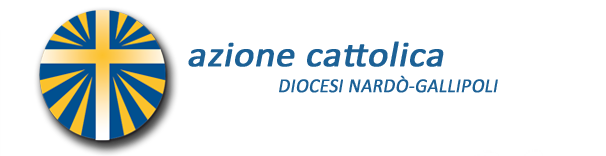 azione cattolica
DIOCESI NARDÒ-GALLIPOLI